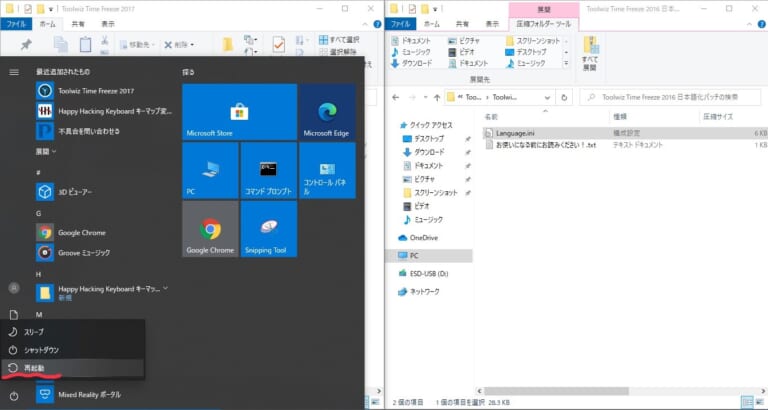 Toolwiz Time Freeze 2017
ファイル ホーム 共有 表示
移動先 削除
すべて選択
選択解除
最近追加されたもの
Toolwiz Time Freeze 2017
Happy Hacking Keyboard キーマップ変...
不具合を問い合わせる
展開
#
3D ビューアー
G
Google Chrome
Groove ミュージック
H
Happy Hacking Keyboard キーマッ...
新規
M
スリープ
シャットダウン
再起動
Mixed Reality ポータル
探る
Microsoft Store
Microsoft Edge
PC
コマンド プロンプト
コントロール パネル
Google Chrome
Snipping Tool
展開
Toolwiz Time Freeze 2016 日本...
ファイル ホーム 共有 表示 圧縮フォルダー ツール
ドキュメント ピクチャ スクリーンショット
ミュージック ビデオ デスクトップ
ダウンロード ドキュメント ミュージック
展開先
すべて
展開
Too... Toolwi...
Toolwiz Time Freeze 2016 日本語化パッチの検索
名前 種類 圧縮サイズ
Language.ini 構成設定 6 KB
お使いになる前にお読みください！.txt テキスト ドキュメント 1 KB
クイック アクセス
デスクトップ
ダウンロード
ドキュメント
ピクチャ
スクリーンショット
ビデオ
ミュージック
OneDrive
PC
ESD-USB (D:)
ネットワーク
2 個の項目 1 個の項目を選択 28.3 KB